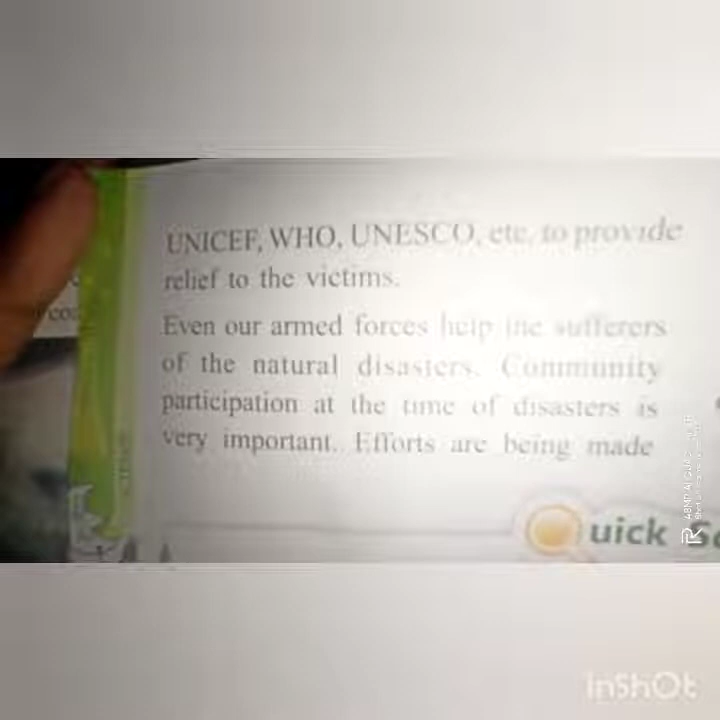 UNICEF, WHO, UNESCO, etc. to provide
relief to the victims.
Even our armed forces help the sufferers
of the natural disasters. Community
participation at the time of disasters is
very important. Efforts are being made
uick
InShOt